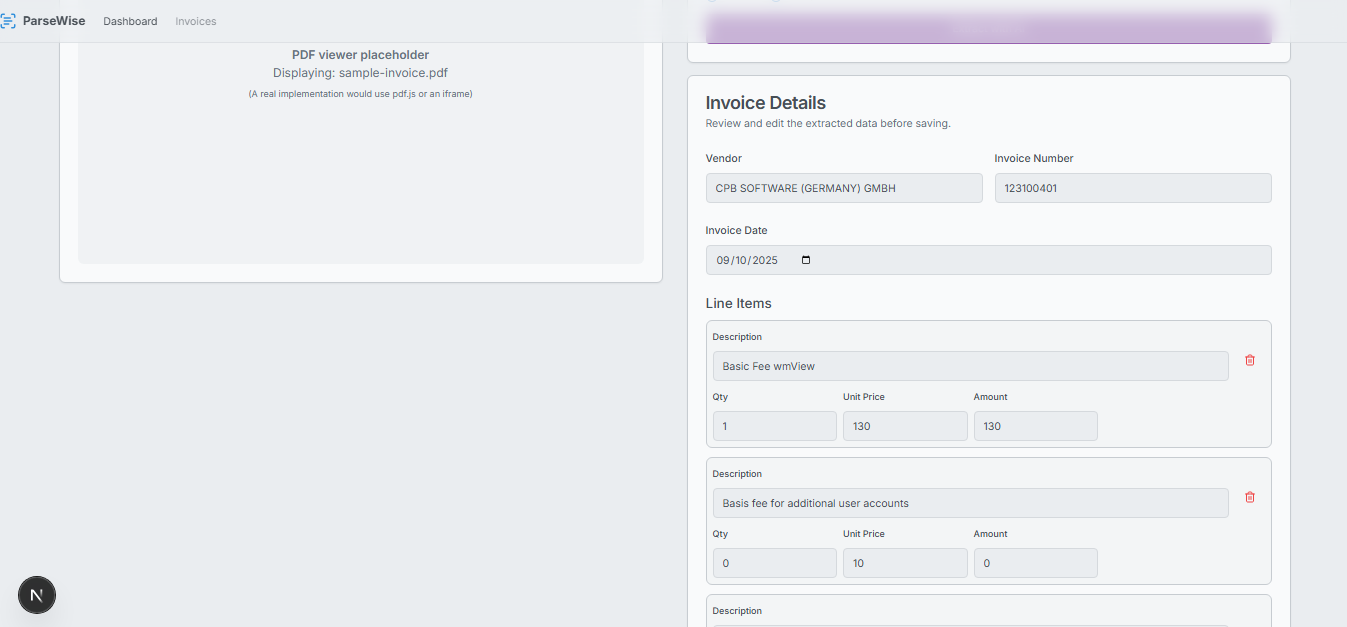 ParseWise Dashboard Invoices
PDF viewer placeholder
Displaying: sample-invoice.pdf
(A real implementation would use pdf.js or an iframe)
Invoice Details
Review and edit the extracted data before saving.
Vendor Invoice Number
CPB SOFTWARE (GERMANY) GMBH 123100401
Invoice Date
09/10/2025
Line Items
Description
Basic Fee wmView
Qty Unit Price Amount
1 130 130
Description
Basis fee for additional user accounts
Qty Unit Price Amount
0 10 0
Description
N